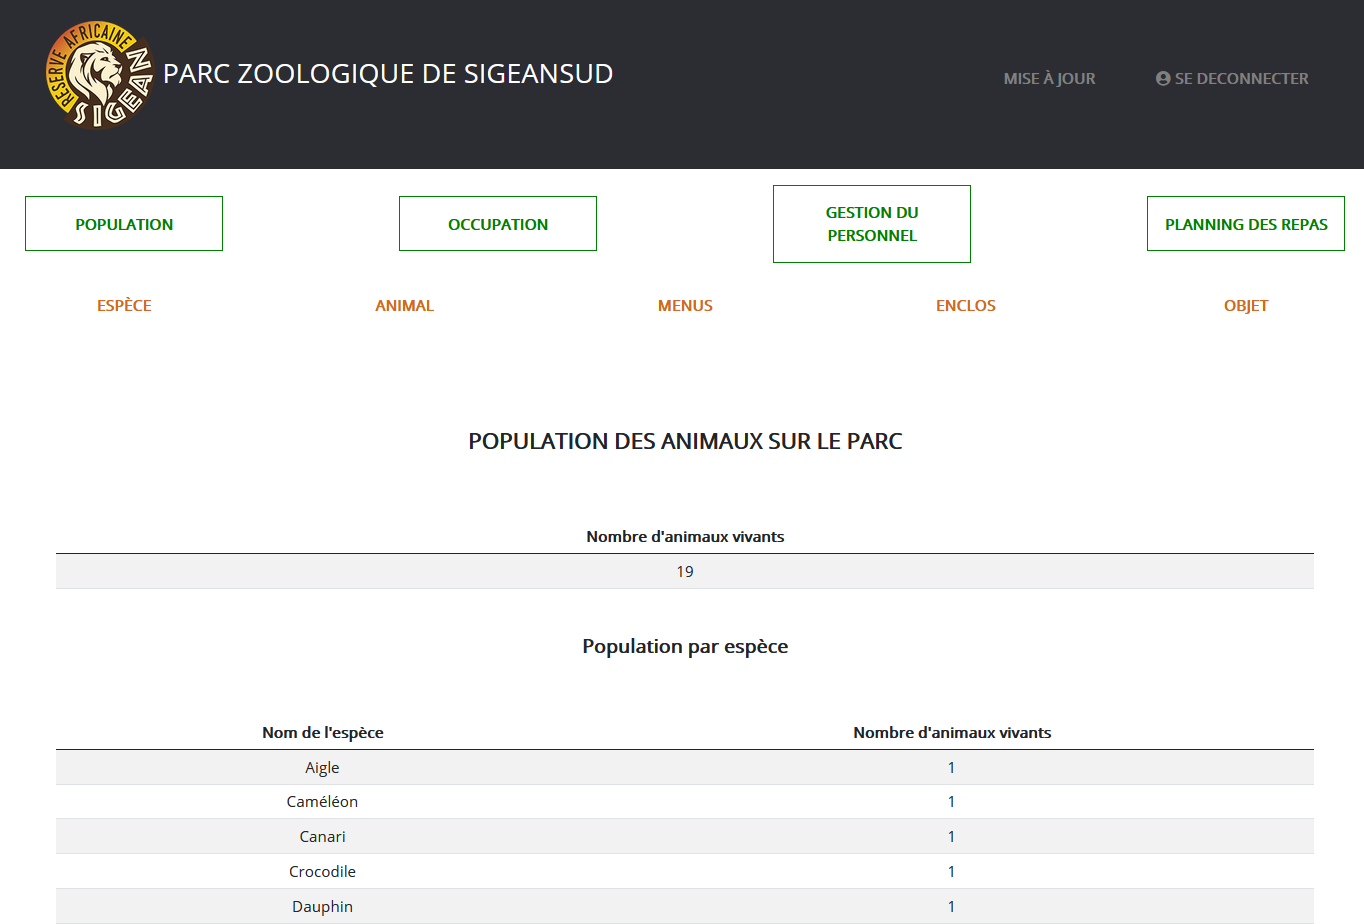 RÉSERVE AFRICAINE
SIGEAN
PARC ZOOLOGIQUE DE SIGEANSUD
MISE À JOUR
SE DECONNECTER
POPULATION
OCCUPATION
GESTION DU
PERSONNEL
PLANNING DES REPAS
ESPÈCE
ANIMAL
MENUS
ENCLOS
OBJET
POPULATION DES ANIMAUX SUR LE PARC
Nombre d'animaux vivants
19
Population par espèce
Nom de l'espèce Nombre d'animaux vivants
Aigle 1
Caméléon 1
Canari 1
Crocodile 1
Dauphin 1